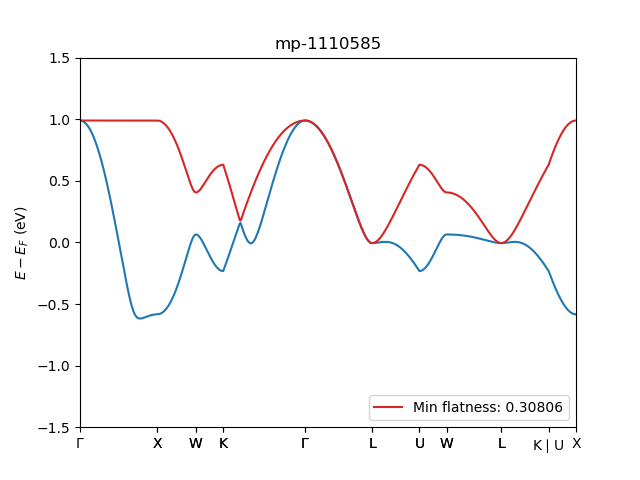 mp-1110585
E − E_F (eV)
1.5
1.0
0.5
0.0
−0.5
−1.0
−1.5
Min flatness: 0.30806
Γ X W K Γ L U W L K | U X